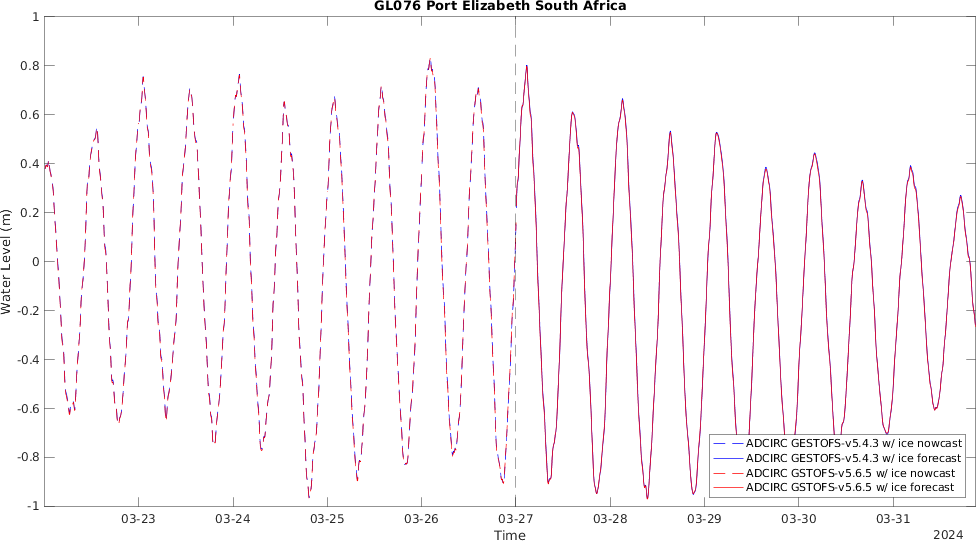 GL076 Port Elizabeth South Africa
1
0.8
0.6
0.4
0.2
0
-0.2
-0.4
-0.6
-0.8
-1
Water Level (m)
ADCIRC GESTOFS-v5.4.3 w/ ice nowcast
ADCIRC GESTOFS-v5.4.3 w/ ice forecast
ADCIRC GSTOFS-v5.6.5 w/ ice nowcast
ADCIRC GSTOFS-v5.6.5 w/ ice forecast
03-23 03-24 03-25 03-26 03-27 03-28 03-29 03-30 03-31
Time
2024